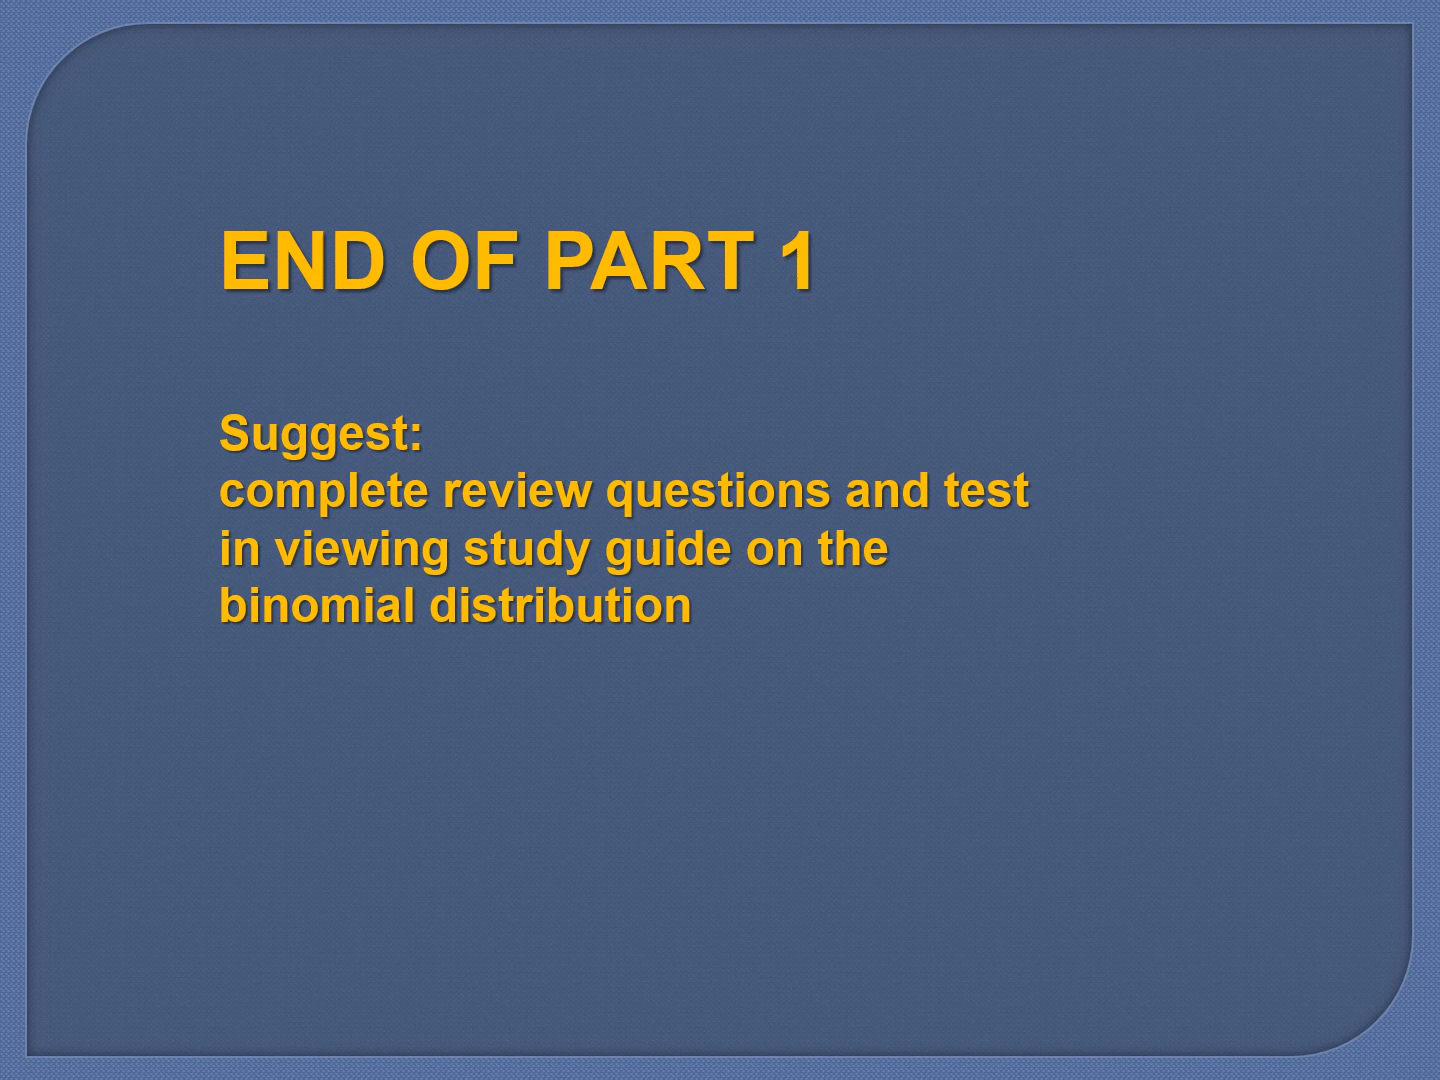 END OF PART 1
Suggest:
complete review questions and test
in viewing study guide on the
binomial distribution